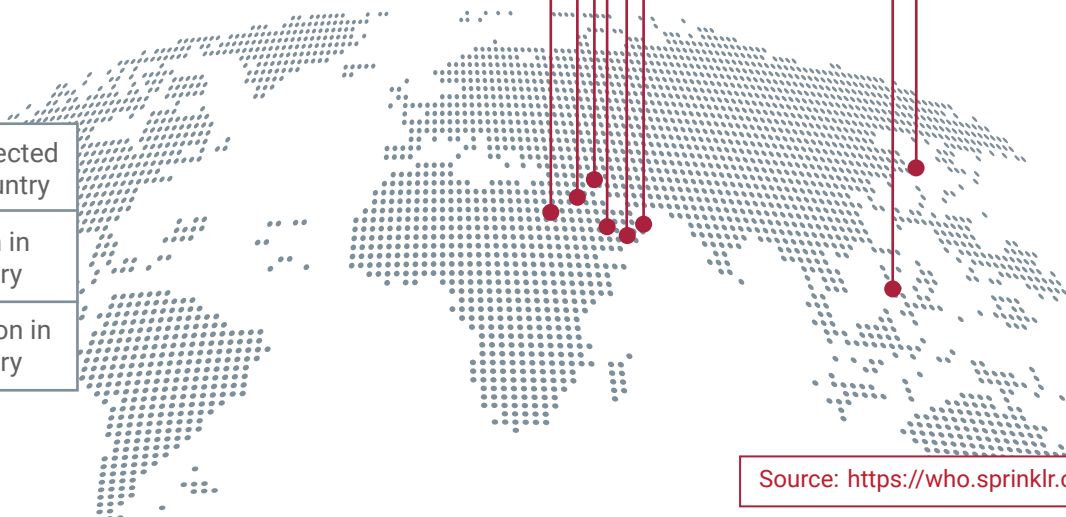 ected
untry
in
ry
on in
ry
Source: https://who.sprinklr.